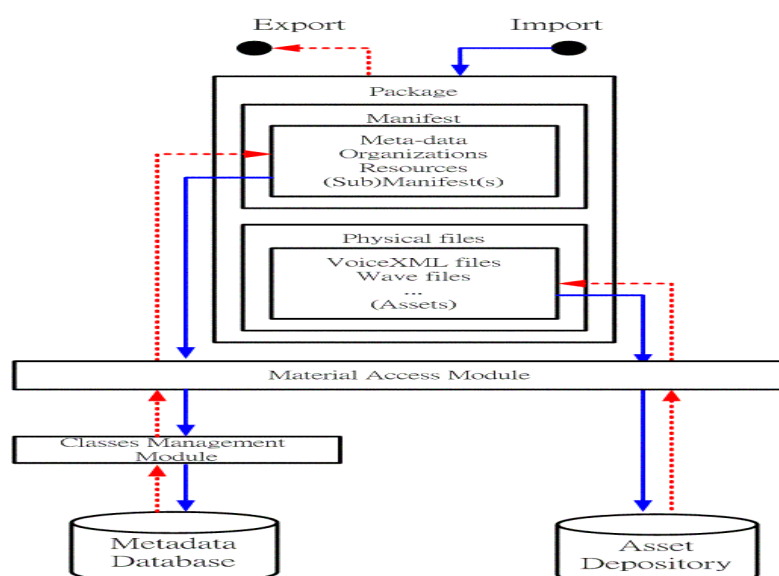 Export
Import
Package
Manifest
Meta-data
Organizations
Resources
(Sub)Manifest(s)
Physical files
VoiceXML files
Wave files
...
(Assets)
Material Access Module
Classes Management
Module
Metadata
Database
Asset
Depository